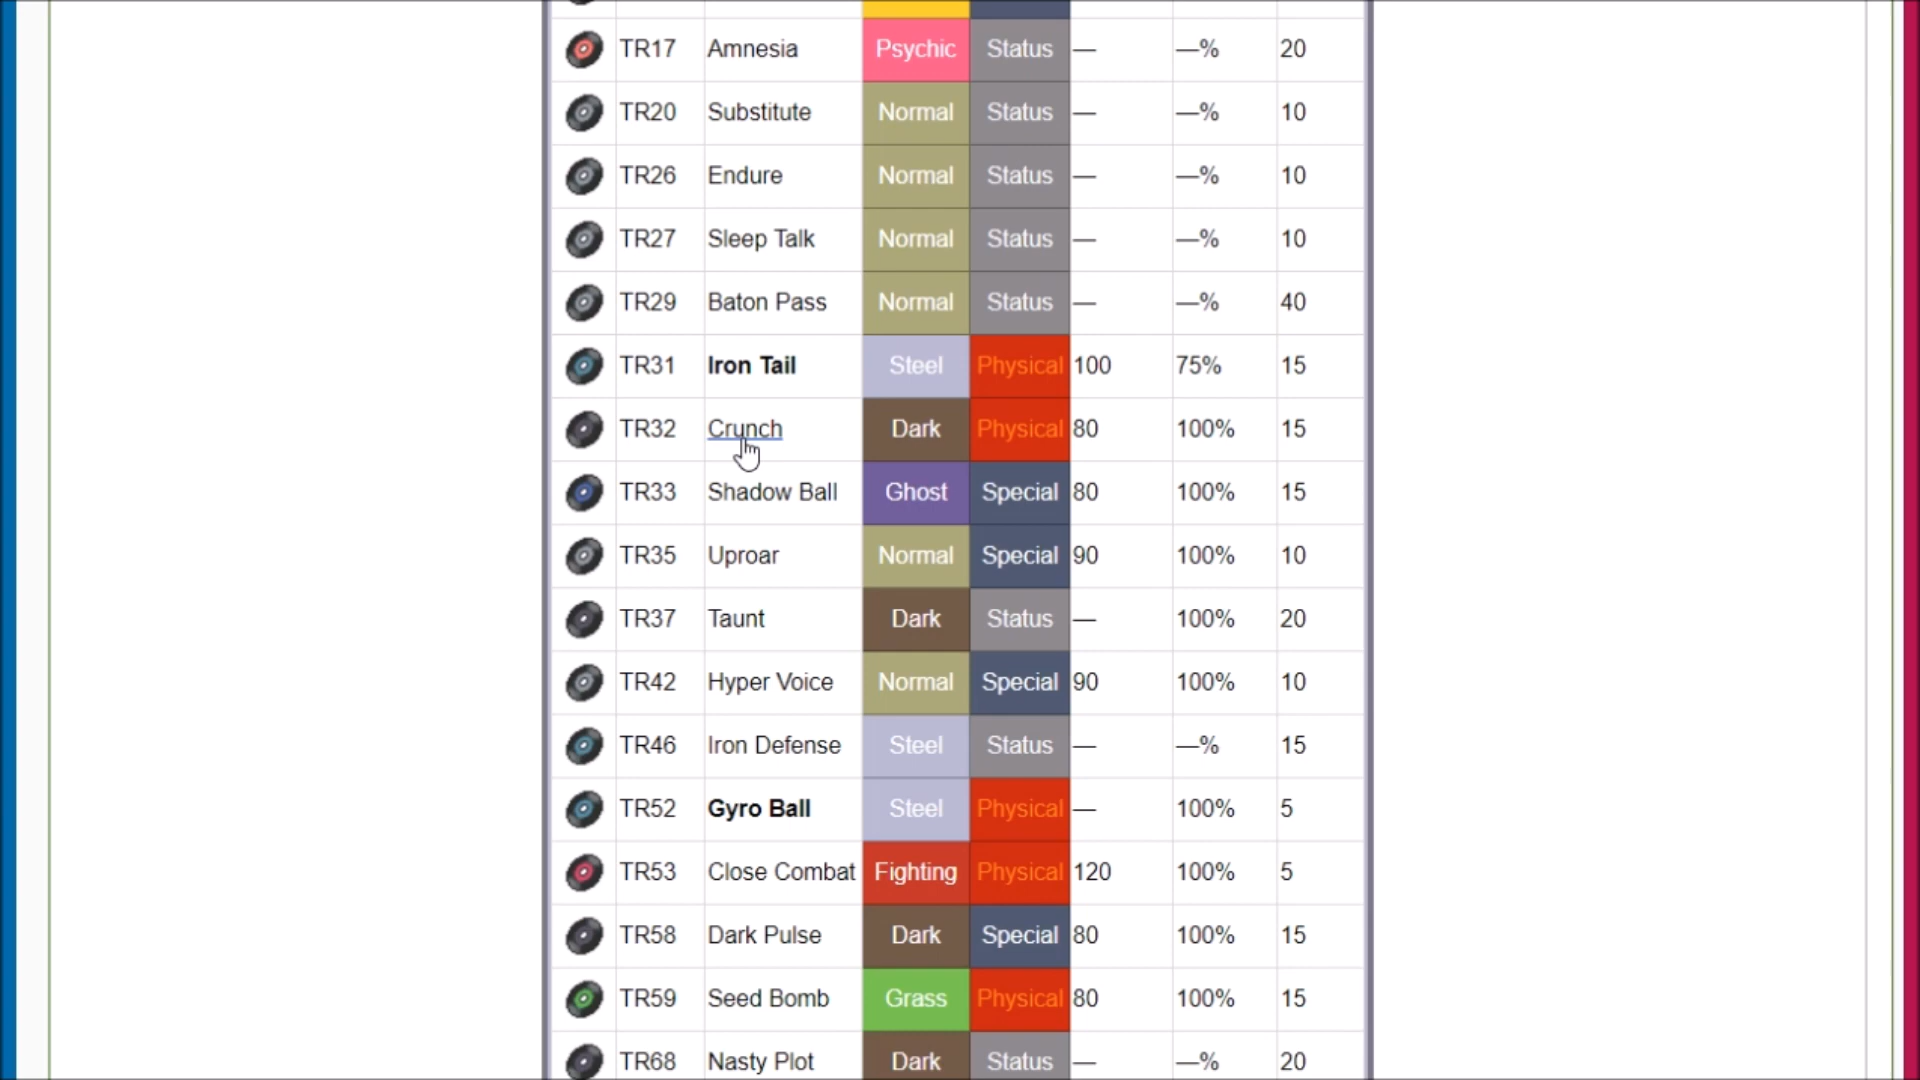 TR17 Amnesia Psychic Status — —% 20
TR20 Substitute Normal Status — —% 10
TR26 Endure Normal Status — —% 10
TR27 Sleep Talk Normal Status — —% 10
TR29 Baton Pass Normal Status — —% 40
TR31 Iron Tail Steel Physical 100 75% 15
TR32 Crunch Dark Physical 80 100% 15
TR33 Shadow Ball Ghost Special 80 100% 15
TR35 Uproar Normal Special 90 100% 10
TR37 Taunt Dark Status — 100% 20
TR42 Hyper Voice Normal Special 90 100% 10
TR46 Iron Defense Steel Status — —% 15
TR52 Gyro Ball Steel Physical — 100% 5
TR53 Close Combat Fighting Physical 120 100% 5
TR58 Dark Pulse Dark Special 80 100% 15
TR59 Seed Bomb Grass Physical 80 100% 15
TR68 Nasty Plot Dark Status — —% 20